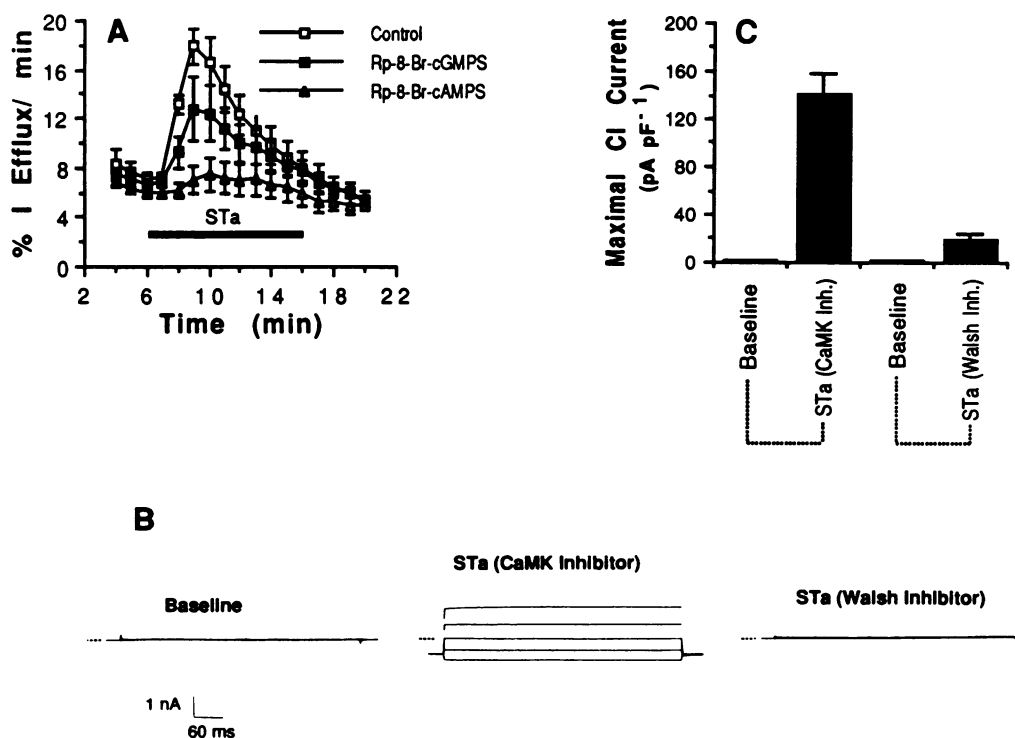 A
% I Efflux/ min
20
16
12
8
4
0
Control
Rp-8-Br-cGMPS
Rp-8-Br-cAMPS
STa
2 6 10 14 18 22
Time (min)
C
Maximal Cl Current
(pA pF⁻¹)
200
160
120
80
40
0
Baseline
STa (CaMK Inh.)
Baseline
STa (Walsh Inh.)
B
Baseline
STa (CaMK Inhibitor)
STa (Walsh Inhibitor)
1 nA
60 ms